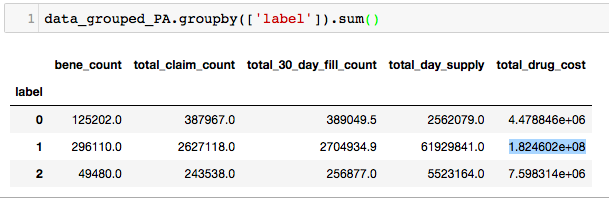 1 data_grouped_PA.groupby(['label']).sum()
bene_count total_claim_count total_30_day_fill_count total_day_supply total_drug_cost
label
0 125202.0 387967.0 389049.5 2562079.0 4.478846e+06
1 296110.0 2627118.0 2704934.9 61929841.0 1.824602e+08
2 49480.0 243538.0 256877.0 5523164.0 7.598314e+06